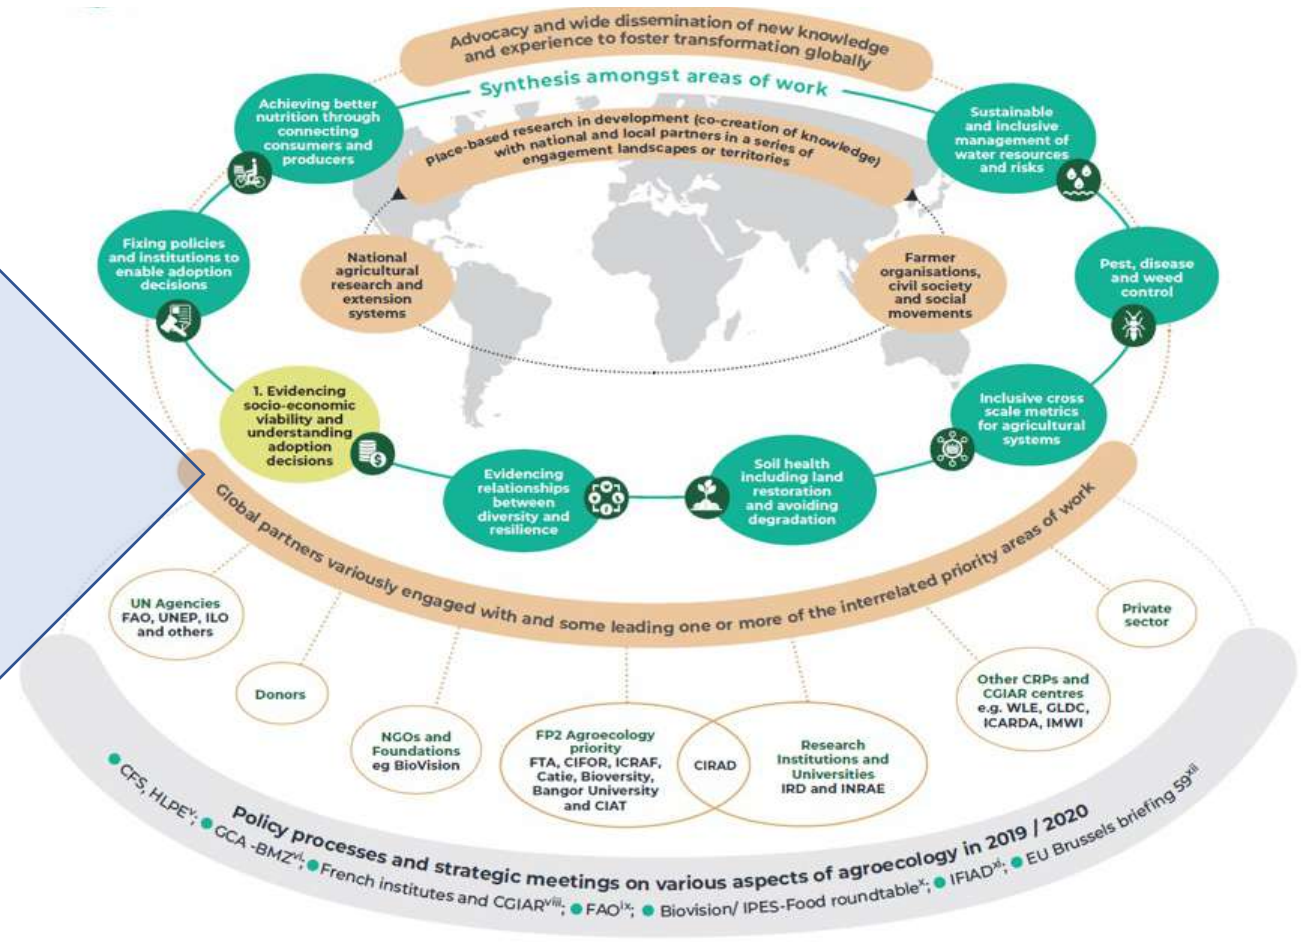 Advocacy and wide dissemination of new knowledge
and experience to foster transformation globally
Synthesis amongst areas of work
Place-based research in development (co-creation of knowledge)
with national and local partners in a series of
engagement landscapes or territories
Achieving better
nutrition through
connecting
consumers and
producers
Sustainable
and inclusive
management of
water resources
and risks
Fixing policies
and institutions to
enable adoption
decisions
National
agricultural
research and
extension
systems
Farmer
organisations,
civil society
and social
movements
Pest, disease
and weed
control
1. Evidencing
socio-economic
viability and
understanding
adoption
decisions
Inclusive cross
scale metrics
for agricultural
systems
Evidencing
relationships
between
diversity and
resilience
Soil health
including land
restoration
and avoiding
degradation
Global partners variously engaged with and some leading one or more of the interrelated priority areas of work
UN Agencies
FAO, UNEP, ILO
and others
Donors
NGOs and
Foundations
eg BioVision
FP2 Agroecology
priority
FTA, CIFOR, ICRAF,
Catie, Bioversity,
Bangor University
and CIAT
CIRAD
Research
Institutions and
Universities
IRD and INRAE
Other CRPs and
CGIAR centres
e.g. WLE, GLDC,
ICARDA, IMWI
Private
sector
Policy processes and strategic meetings on various aspects of agroecology in 2019 / 2020
● CFS, HLPEᵛ; ● GCA -BMZᵛⁱ; ● French institutes and CGIARᵛⁱⁱⁱ; ● FAOⁱˣ; ● Biovision/ IPES-Food roundtableˣ; ● IFIADˣⁱ; ● EU Brussels briefing 59ˣⁱⁱ